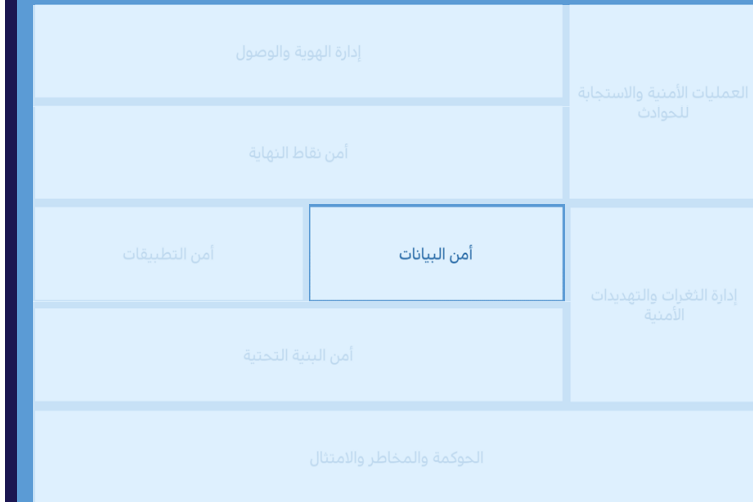 إدارة الهوية والوصول
العمليات الأمنية والاستجابة
للحوادث
أمن نقاط النهاية
أمن البيانات
أمن التطبيقات
إدارة الثغرات والتهديدات
الأمنية
أمن البنية التحتية
الحوكمة والمخاطر والامتثال